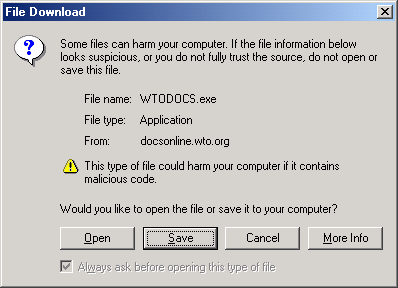 File Download
Some files can harm your computer. If the file information below
looks suspicious, or you do not fully trust the source, do not open or
save this file.
File name: WTODOCS.exe
File type: Application
From: docsonline.wto.org
This type of file could harm your computer if it contains
malicious code.
Would you like to open the file or save it to your computer?
Open Save Cancel More Info
Always ask before opening this type of file